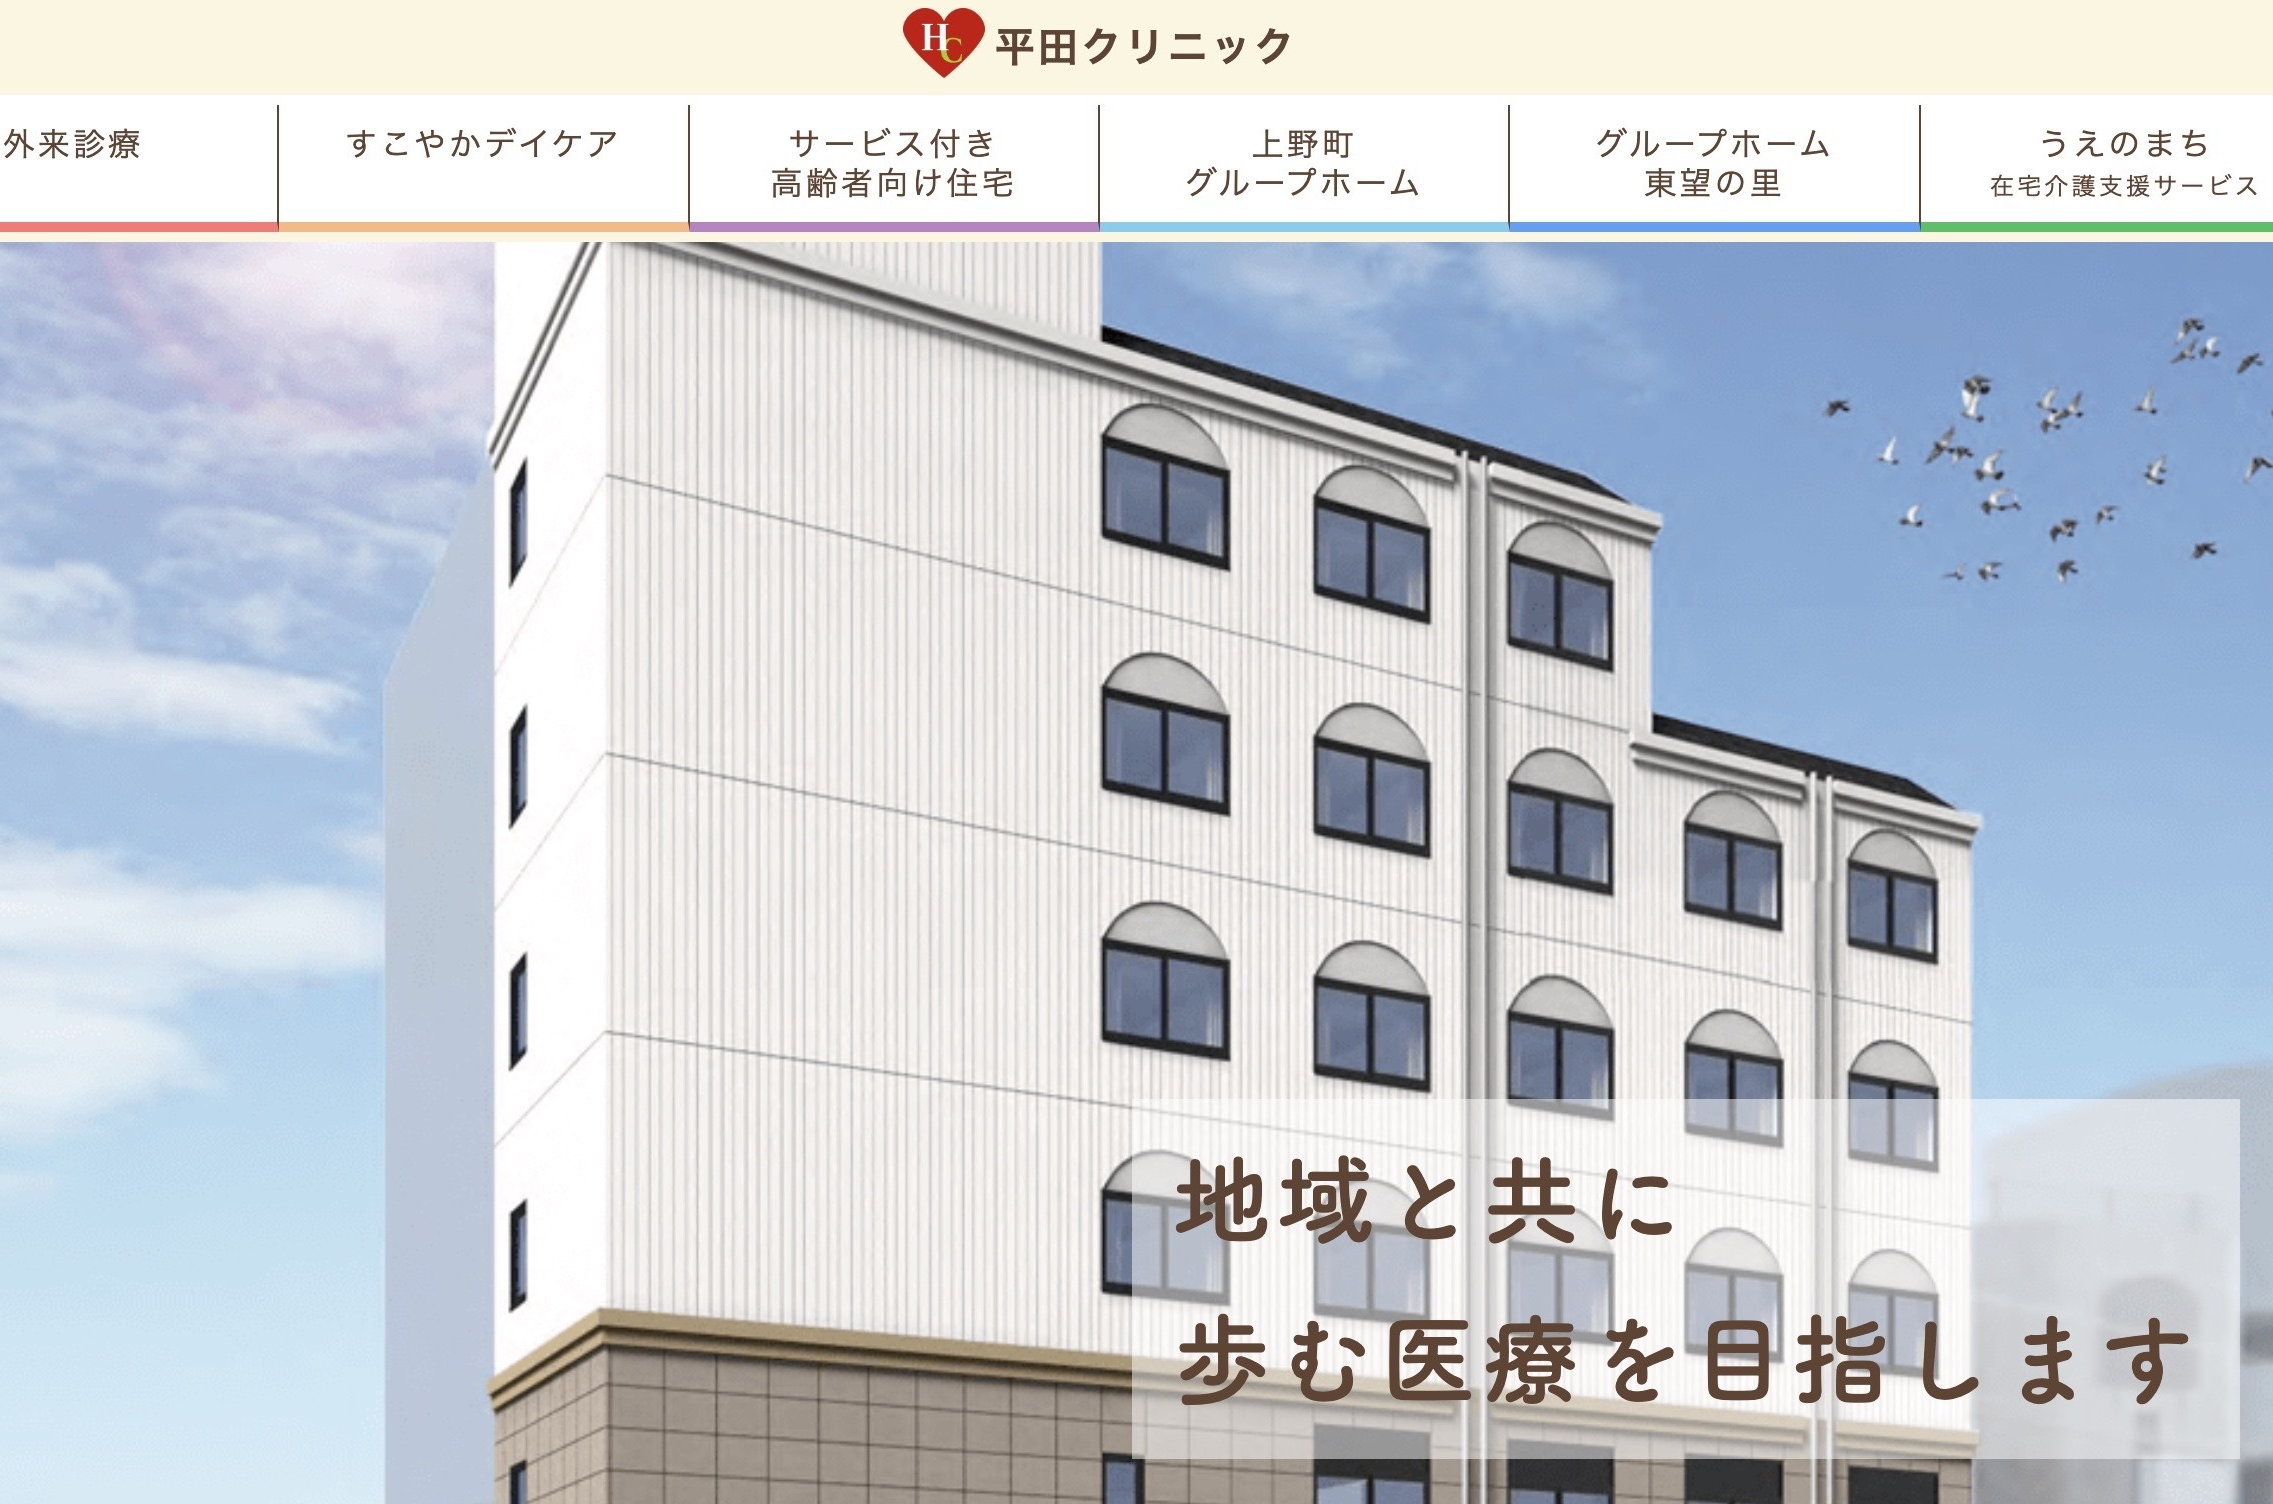 HC 平田クリニック
外来診療
すこやかデイケア
サービス付き
高齢者向け住宅
上野町
グループホーム
グループホーム
東望の里
うえのまち
在宅介護支援サービス
地域と共に
歩む医療を目指します